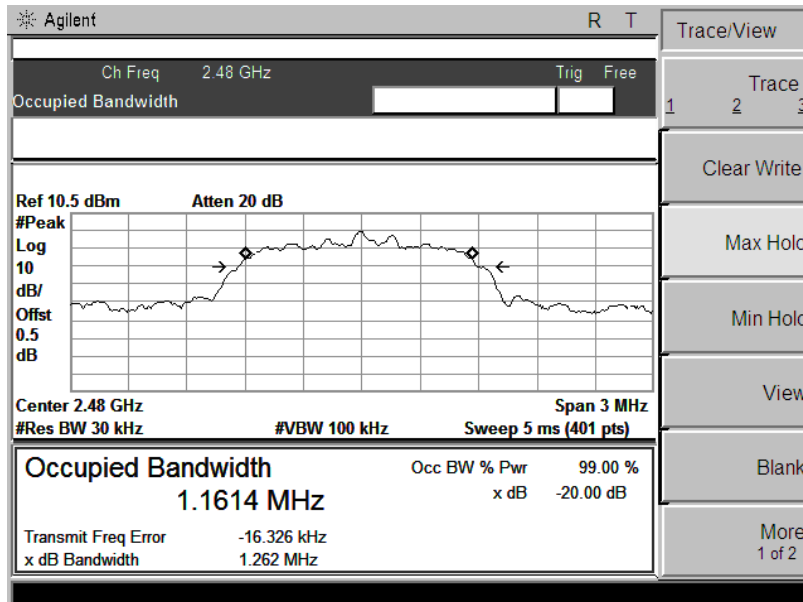 Agilent R T
Trace/View
Ch Freq 2.48 GHz Trig Free
Occupied Bandwidth
Trace
1 2 3
Clear Write
Ref 10.5 dBm Atten 20 dB
#Peak
Log
10
dB/
Offst
0.5
dB
Max Hold
Min Hold
View
Center 2.48 GHz Span 3 MHz
#Res BW 30 kHz #VBW 100 kHz Sweep 5 ms (401 pts)
Occupied Bandwidth
1.1614 MHz
Occ BW % Pwr 99.00 %
x dB -20.00 dB
Transmit Freq Error -16.326 kHz
x dB Bandwidth 1.262 MHz
Blank
More
1 of 2